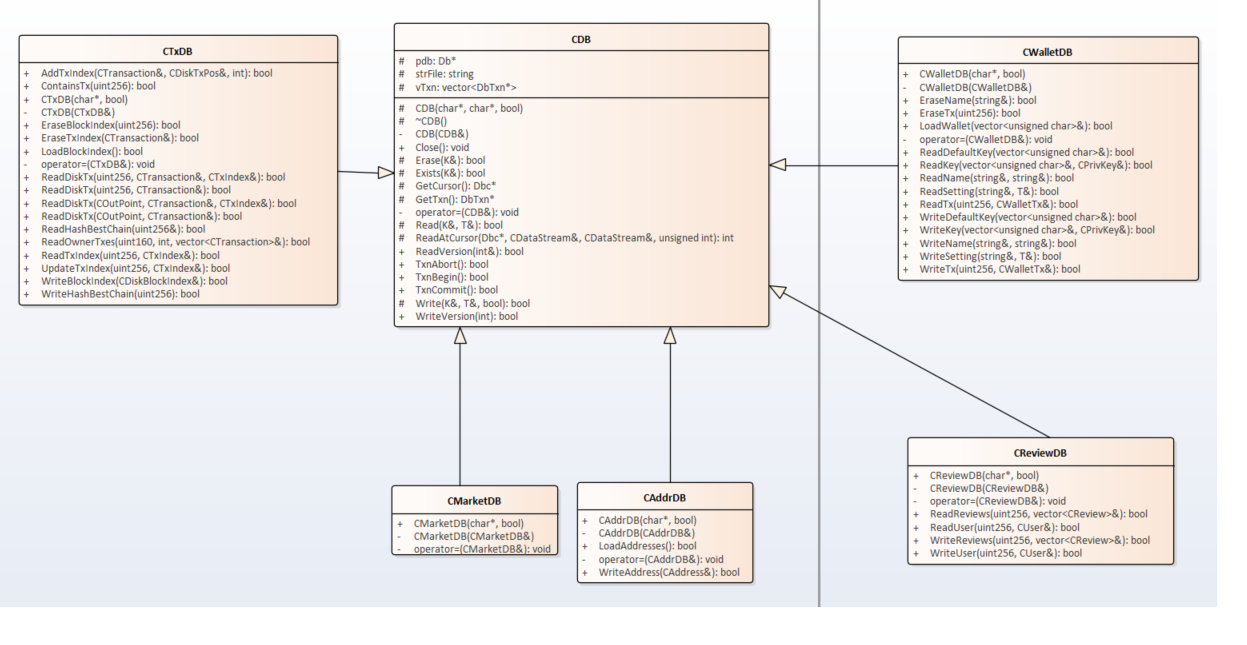 CTxDB
+ AddTxIndex(CTransaction&, CDiskTxPos&, int): bool
+ ContainsTx(uint256): bool
+ CTxDB(char*, bool)
- CTxDB(CTxDB&)
+ EraseBlockIndex(uint256): bool
+ EraseTxIndex(CTransaction&): bool
+ LoadBlockIndex(): bool
- operator=(CTxDB&): void
+ ReadDiskTx(uint256, CTransaction&, CTxIndex&): bool
+ ReadDiskTx(uint256, CTransaction&): bool
+ ReadDiskTx(COutPoint, CTransaction&, CTxIndex&): bool
+ ReadDiskTx(COutPoint, CTransaction&): bool
+ ReadHashBestChain(uint256&): bool
+ ReadOwnerTxes(uint160, int, vector<CTransaction>&): bool
+ ReadTxIndex(uint256, CTxIndex&): bool
+ UpdateTxIndex(uint256, CTxIndex&): bool
+ WriteBlockIndex(CDiskBlockIndex&): bool
+ WriteHashBestChain(uint256): bool
CDB
# pdb: Db*
# strFile: string
# vTxn: vector<DbTxn*>
# CDB(char*, char*, bool)
# ~CDB()
- CDB(CDB&)
+ Close(): void
# Erase(K&): bool
# Exists(K&): bool
# GetCursor(): Dbc*
# GetTxn(): DbTxn*
- operator=(CDB&): void
# Read(K&, T&): bool
# ReadAtCursor(Dbc*, CDataStream&, CDataStream&, unsigned int): int
+ ReadVersion(int&): bool
+ TxnAbort(): bool
+ TxnBegin(): bool
+ TxnCommit(): bool
# Write(K&, T&, bool): bool
+ WriteVersion(int): bool
CWalletDB
+ CWalletDB(char*, bool)
- CWalletDB(CWalletDB&)
+ EraseName(string&): bool
+ EraseTx(uint256): bool
+ LoadWallet(vector<unsigned char>&): bool
- operator=(CWalletDB&): void
+ ReadDefaultKey(vector<unsigned char>&): bool
+ ReadKey(vector<unsigned char>&, CPrivKey&): bool
+ ReadName(string&, string&): bool
+ ReadSetting(string&, T&): bool
+ ReadTx(uint256, CWalletTx&): bool
+ WriteDefaultKey(vector<unsigned char>&): bool
+ WriteKey(vector<unsigned char>&, CPrivKey&): bool
+ WriteName(string&, string&): bool
+ WriteSetting(string&, T&): bool
+ WriteTx(uint256, CWalletTx&): bool
CMarketDB
+ CMarketDB(char*, bool)
- CMarketDB(CMarketDB&)
- operator=(CMarketDB&): void
CAddrDB
+ CAddrDB(char*, bool)
- CAddrDB(CAddrDB&)
+ LoadAddresses(): bool
- operator=(CAddrDB&): void
+ WriteAddress(CAddress&): bool
CReviewDB
+ CReviewDB(char*, bool)
- CReviewDB(CReviewDB&)
- operator=(CReviewDB&): void
+ ReadReviews(uint256, vector<CReview>&): bool
+ ReadUser(uint256, CUser&): bool
+ WriteReviews(uint256, vector<CReview>&): bool
+ WriteUser(uint256, CUser&): bool